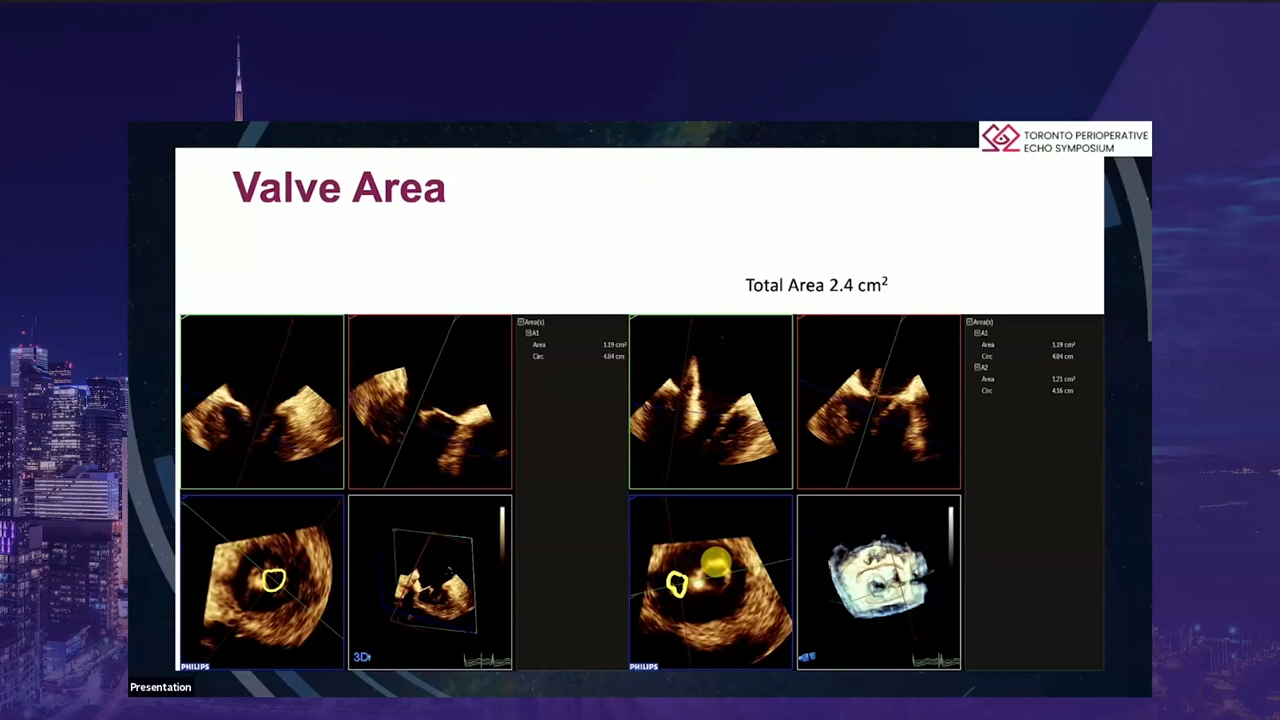 TORONTO PERIOPERATIVE
ECHO SYMPOSIUM
Valve Area
Total Area 2.4 cm²
Area(s)
A1
Area 1.19 cm²
Circ 4.04 cm
Area(s)
A1
Area 1.19 cm²
Circ 4.04 cm
A2
Area 1.21 cm²
Circ 4.16 cm
3D
PHILIPS
PHILIPS
Presentation